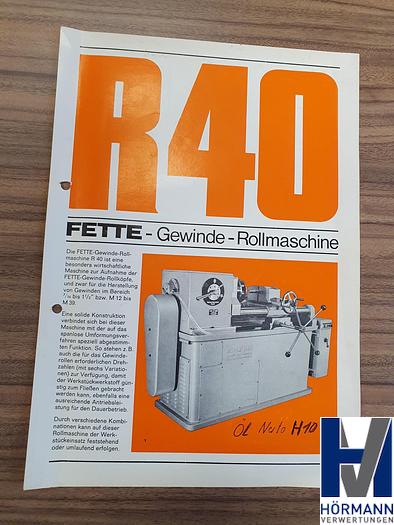 R40
FETTE - Gewinde - Rollmaschine
Die FETTE-Gewinde-Roll-
maschine R 40 ist eine
besonders wirtschaftliche
Maschine zur Aufnahme der
FETTE-Gewinde-Rollköpfe,
und zwar für die Herstellung
von Gewinden im Bereich
bis 1½" bzw. M 12 bis
M 39.
Eine solide Konstruktion
verbindet sich bei dieser
Maschine mit der auf das
spanlose Umformungsver-
fahren speziell abgestimm-
ten Funktion. So stehen z. B.
auch die für das Gewinde-
rollen erforderlichen Dreh-
zahlen (mit sechs Variatio-
nen) zur Verfügung, damit
der Werkstückwerkstoff gün-
stig zum Fließen gebracht
werden kann, ebenfalls eine
ausreichende Antriebslei-
stung für den Dauerbetrieb.
Durch verschiedene Kombi-
nationen kann auf dieser
Rollmaschine der Werk-
stückeinsatz feststehend
oder umlaufend erfolgen.
ÖL Nuto H10
HÖRMANN
VERWERTUNGEN